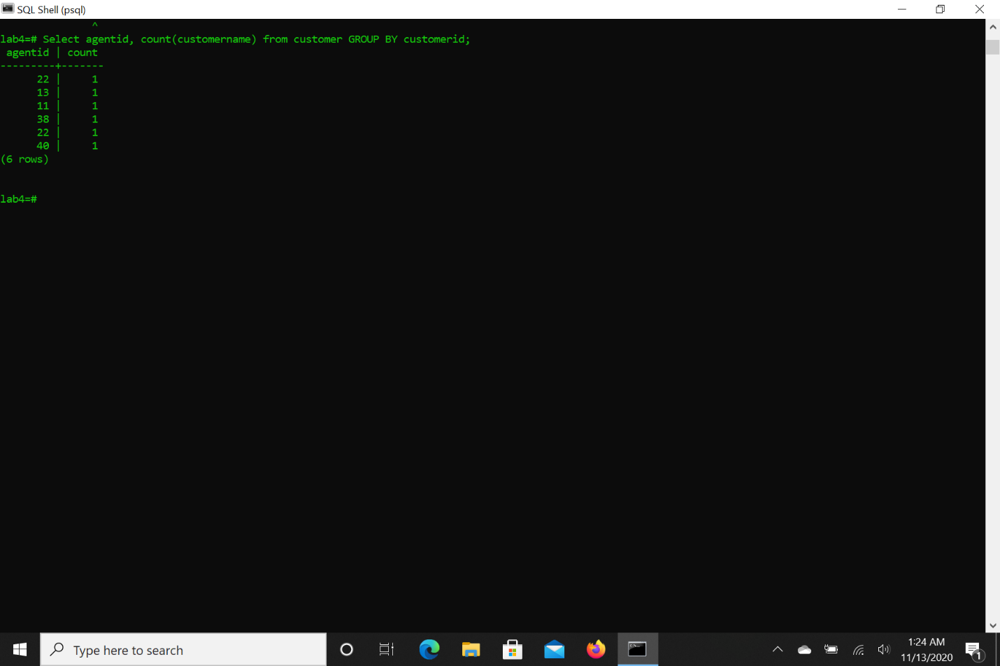 SQL Shell (psql)
^
lab4=# Select agentid, count(customername) from customer GROUP BY customerid;
 agentid | count
---------+-------
      22 |     1
      13 |     1
      11 |     1
      38 |     1
      22 |     1
      40 |     1
(6 rows)
lab4=#
Type here to search
1:24 AM
11/13/2020
1